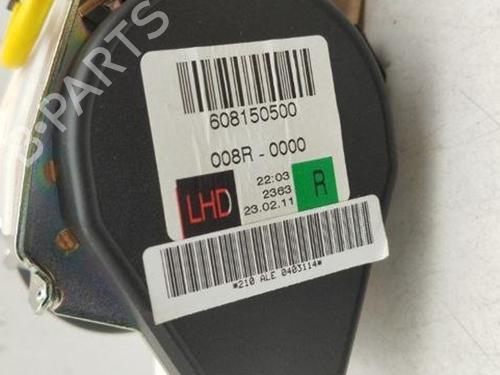 B-PARTS
608150500
008R-0000
LHD
22:03
2363
23.02.11
R
*210 ALE 0403114*